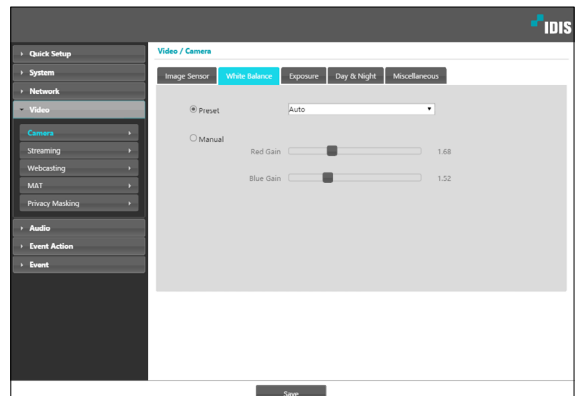 IDIS
Quick Setup
System
Network
Video
Camera
Streaming
Webcasting
MAT
Privacy Masking
Audio
Event Action
Event
Video / Camera
Image Sensor White Balance Exposure Day & Night Miscellaneous
Preset Auto
Manual
Red Gain 1.68
Blue Gain 1.52
Save